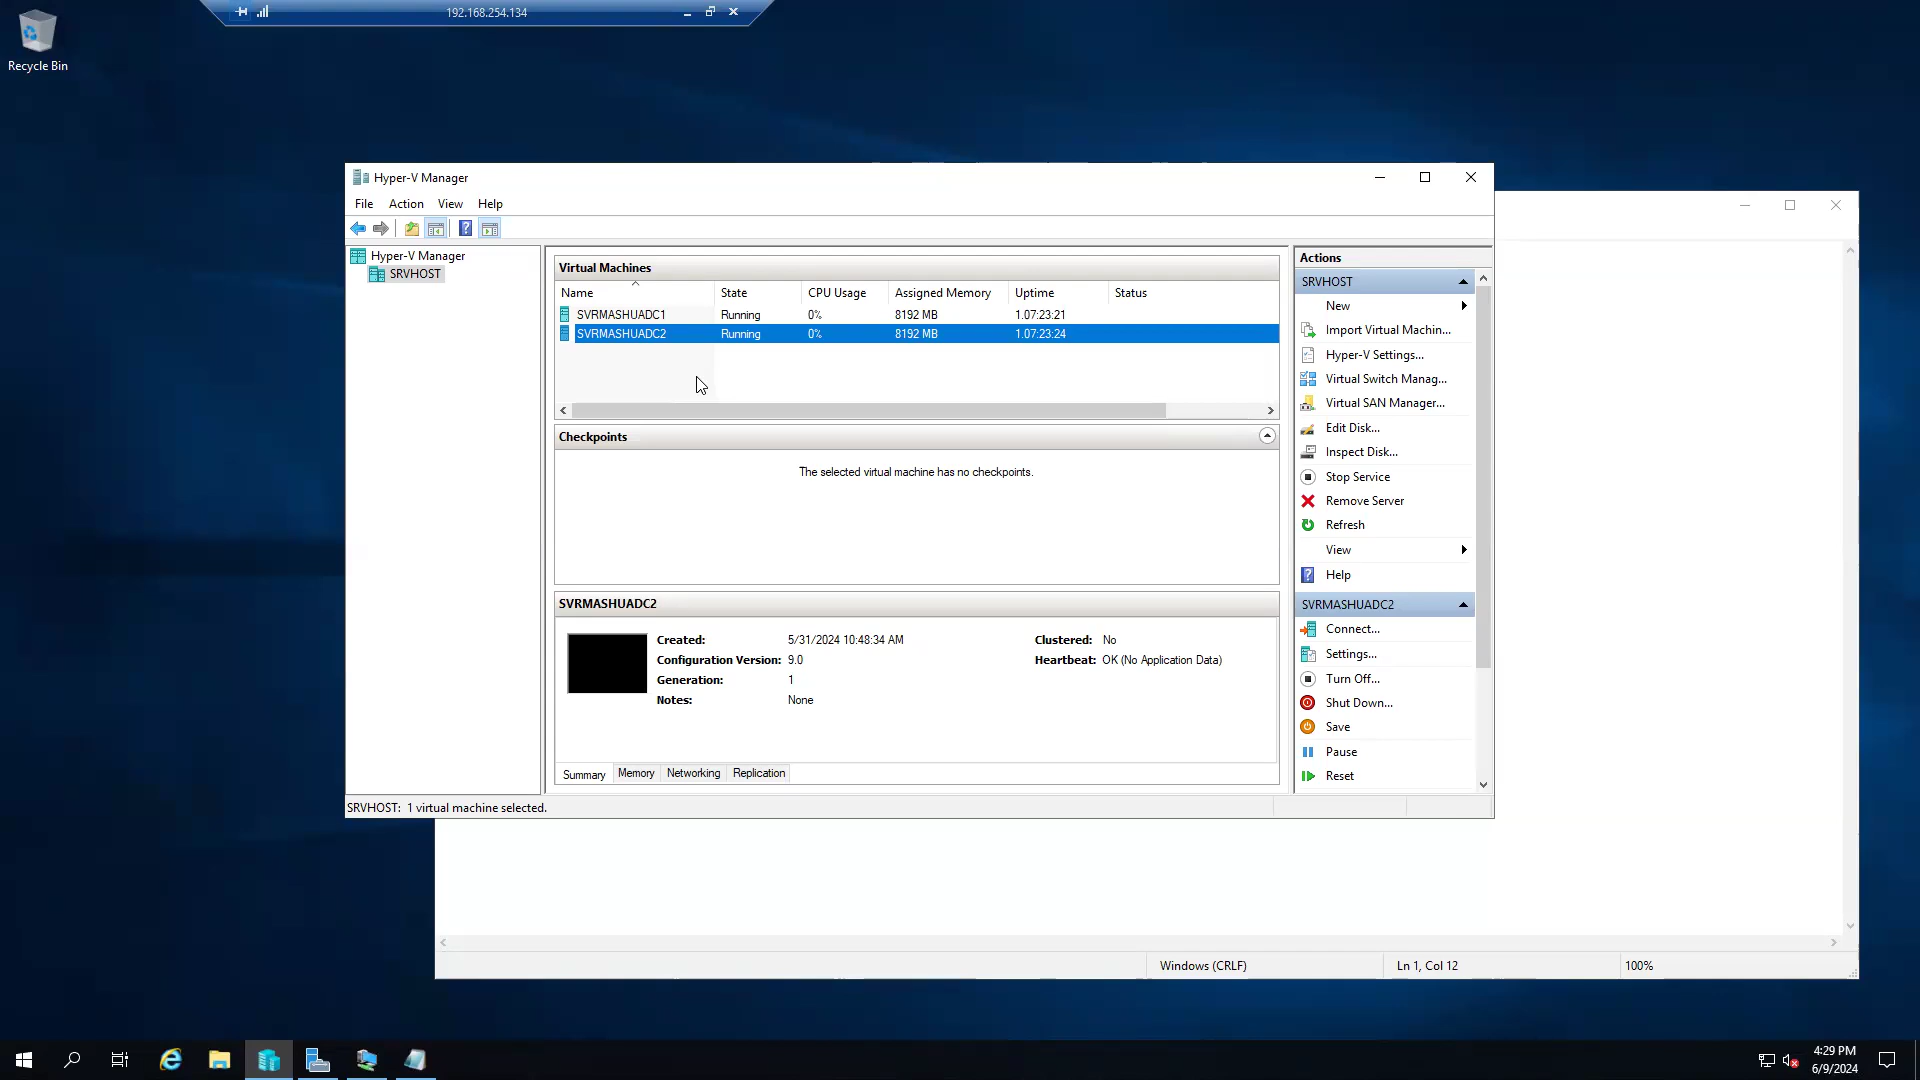 192.168.254.134
Recycle Bin
Hyper-V Manager
File Action View Help
Hyper-V Manager
SRVHOST
Virtual Machines
Name State CPU Usage Assigned Memory Uptime Status
SVRMASHUADC1 Running 0% 8192 MB 1.07:23:21
SVRMASHUADC2 Running 0% 8192 MB 1.07:23:24
Checkpoints
The selected virtual machine has no checkpoints.
SVRMASHUADC2
Created: 5/31/2024 10:48:34 AM Clustered: No
Configuration Version: 9.0 Heartbeat: OK (No Application Data)
Generation: 1
Notes: None
Summary Memory Networking Replication
Actions
SRVHOST
New
Import Virtual Machin...
Hyper-V Settings...
Virtual Switch Manag...
Virtual SAN Manager...
Edit Disk...
Inspect Disk...
Stop Service
Remove Server
Refresh
View
Help
SVRMASHUADC2
Connect...
Settings...
Turn Off...
Shut Down...
Save
Pause
Reset
SRVHOST: 1 virtual machine selected.
Windows (CRLF) Ln 1, Col 12 100%
4:29 PM
6/9/2024